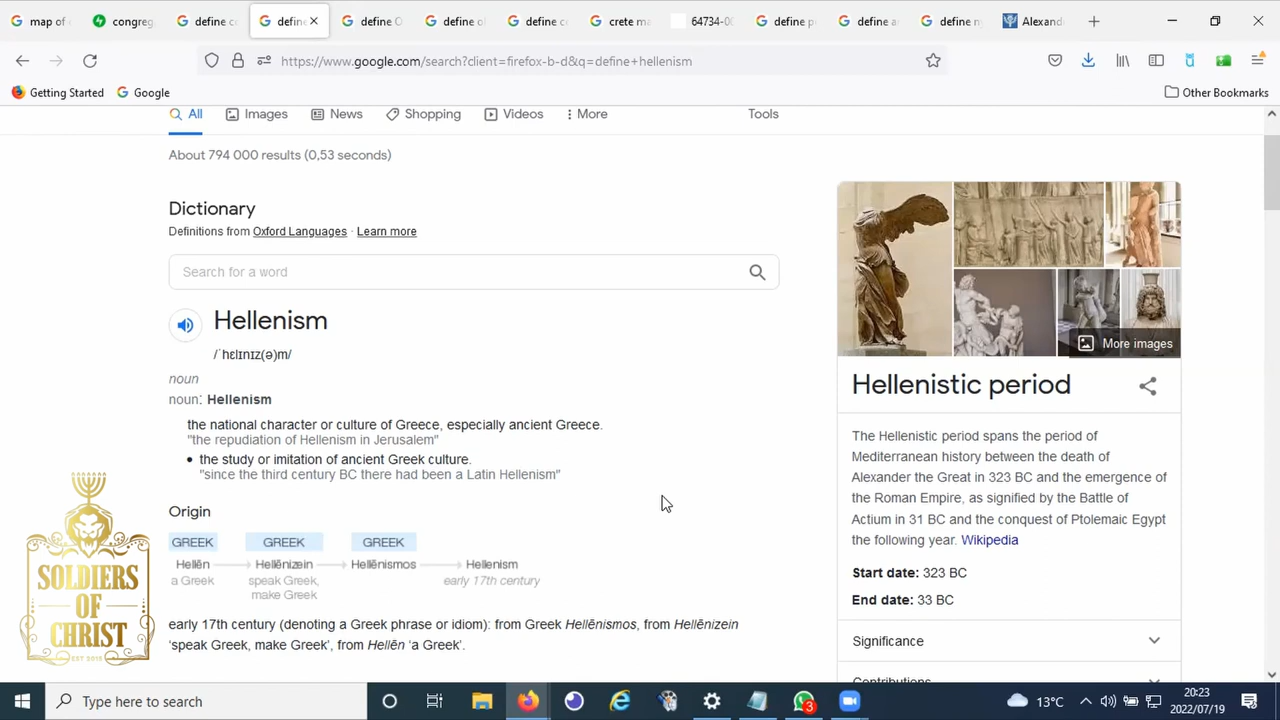 map of
congreg
define c
define
define O
define ol
define co
crete ma
64734-0
define p
define a
define n
Alexand
https://www.google.com/search?client=firefox-b-d&q=define+hellenism
Getting Started
Google
Other Bookmarks
All
Images
News
Shopping
Videos
More
Tools
About 794 000 results (0,53 seconds)
Dictionary
Definitions from Oxford Languages · Learn more
Search for a word
Hellenism
/ˈhɛlɪnɪz(ə)m/
noun
noun: Hellenism
the national character or culture of Greece, especially ancient Greece.
"the repudiation of Hellenism in Jerusalem"
• the study or imitation of ancient Greek culture.
"since the third century BC there had been a Latin Hellenism"
Origin
GREEK GREEK GREEK
Hellēn Hellēnizein Hellēnismos Hellenism
a Greek speak Greek, early 17th century
make Greek
early 17th century (denoting a Greek phrase or idiom): from Greek Hellēnismos, from Hellēnizein
‘speak Greek, make Greek’, from Hellēn ‘a Greek’.
More images
Hellenistic period
The Hellenistic period spans the period of
Mediterranean history between the death of
Alexander the Great in 323 BC and the emergence of
the Roman Empire, as signified by the Battle of
Actium in 31 BC and the conquest of Ptolemaic Egypt
the following year. Wikipedia
Start date: 323 BC
End date: 33 BC
Significance
Contributions
SOLDIERS
OF
CHRIST
EST 2015
Type here to search
3
13°C
20:23
2022/07/19